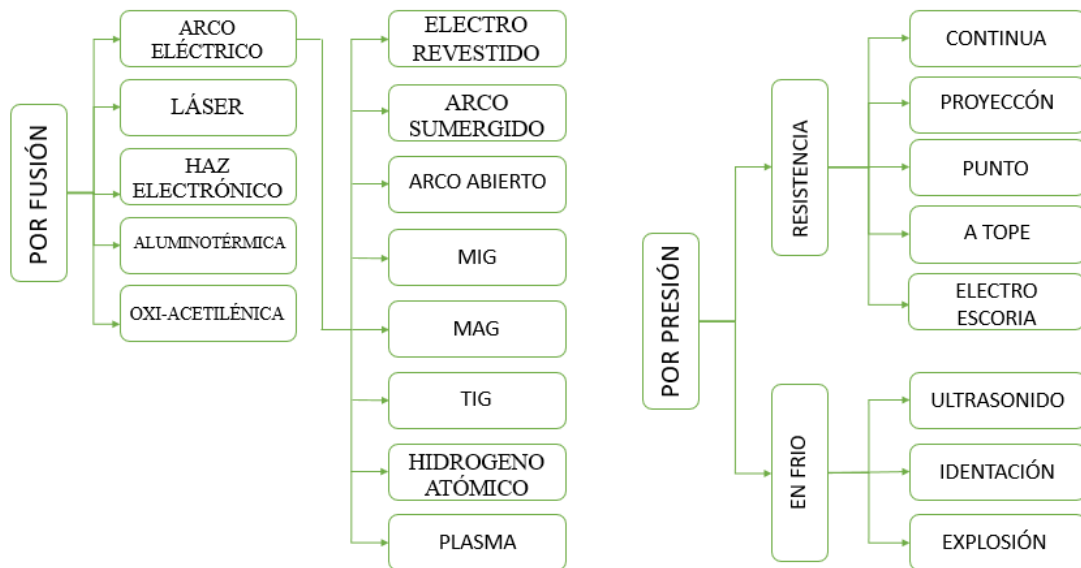 POR FUSIÓN
ARCO
ELÉCTRICO
LÁSER
HAZ
ELECTRÓNICO
ALUMINOTÉRMICA
OXI-ACETILÉNICA
ELECTRO
REVESTIDO
ARCO
SUMERGIDO
ARCO ABIERTO
MIG
MAG
TIG
HIDROGENO
ATÓMICO
PLASMA
POR PRESIÓN
RESISTENCIA
CONTINUA
PROYECCÓN
PUNTO
A TOPE
ELECTRO
ESCORIA
EN FRIO
ULTRASONIDO
IDENTACIÓN
EXPLOSIÓN